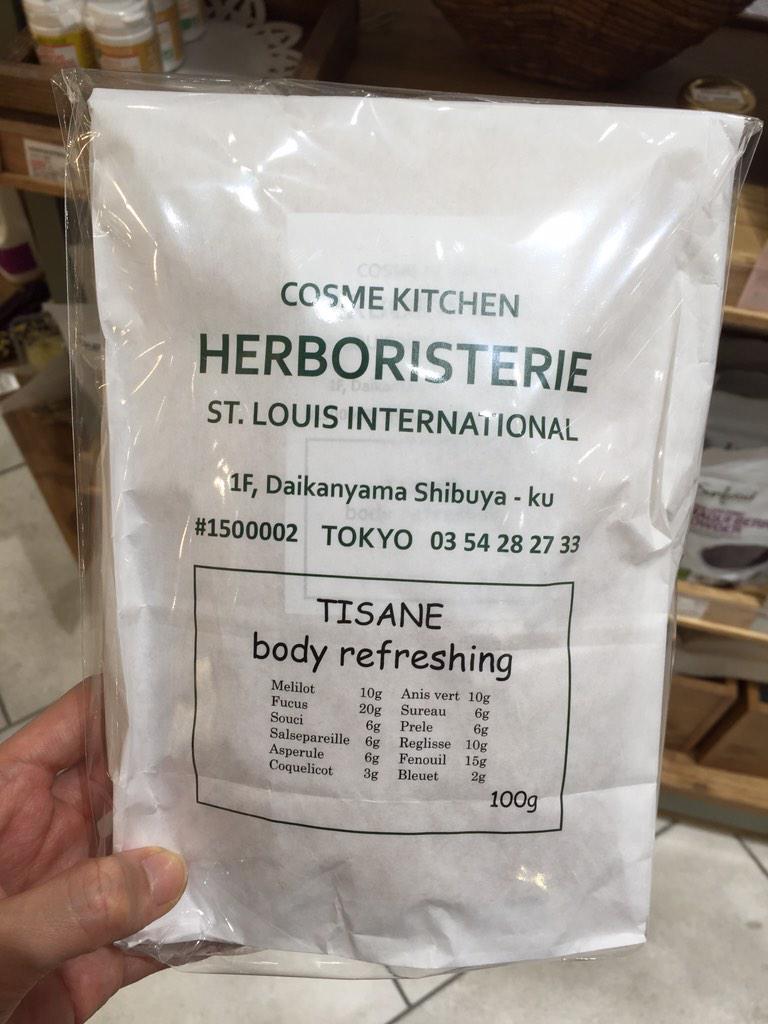 COSME KITCHEN
HERBORISTERIE
ST. LOUIS INTERNATIONAL
1F, Daikanyama Shibuya - ku
#1500002 TOKYO 03 54 28 27 33
TISANE
body refreshing
Melilot 10g Anis vert 10g
Fucus 20g Sureau 6g
Souci 6g Prele 6g
Salsepareille 6g Reglisse 10g
Asperule 6g Fenouil 15g
Coquelicot 3g Bleuet 2g
100g